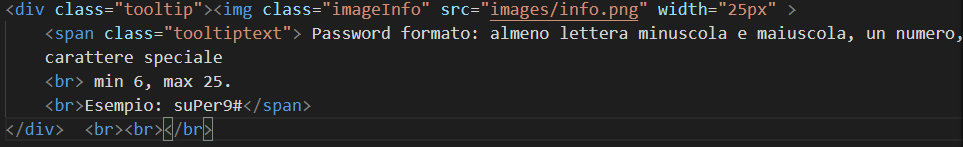 <div class="tooltip"><img class="imageInfo" src="images/info.png" width="25px" >
<span class="tooltiptext"> Password formato: almeno lettera minuscola e maiuscola, un numero,
carattere speciale
<br> min 6, max 25.
<br>Esempio: suPer9#</span>
</div>  <br><br></br>